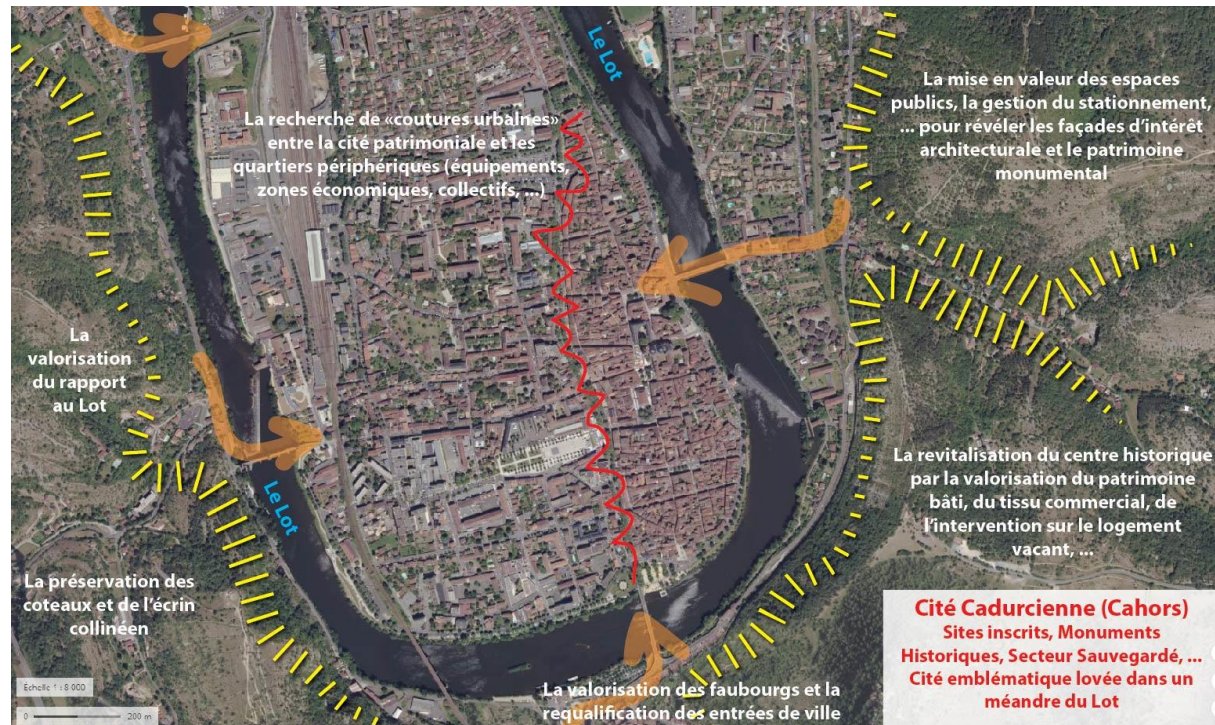 Le Lot
La recherche de «coutures urbaines»
entre la cité patrimoniale et les
quartiers périphériques (équipements,
zones économiques, collectifs, ...)
La mise en valeur des espaces
publics, la gestion du stationnement,
... pour révéler les façades d’intérêt
architecturale et le patrimoine
monumental
La
valorisation
du rapport
au Lot
Le Lot
La revitalisation du centre historique
par la valorisation du patrimoine
bâti, du tissu commercial, de
l’intervention sur le logement
vacant, ...
La préservation des
coteaux et de l’écrin
collinéen
Cité Cadurcienne (Cahors)
Sites inscrits, Monuments
Historiques, Secteur Sauvegardé, ...
Cité emblématique lovée dans un
méandre du Lot
La valorisation des faubourgs et la
requalification des entrées de ville
Echelle 1 : 8 000
0 200 m